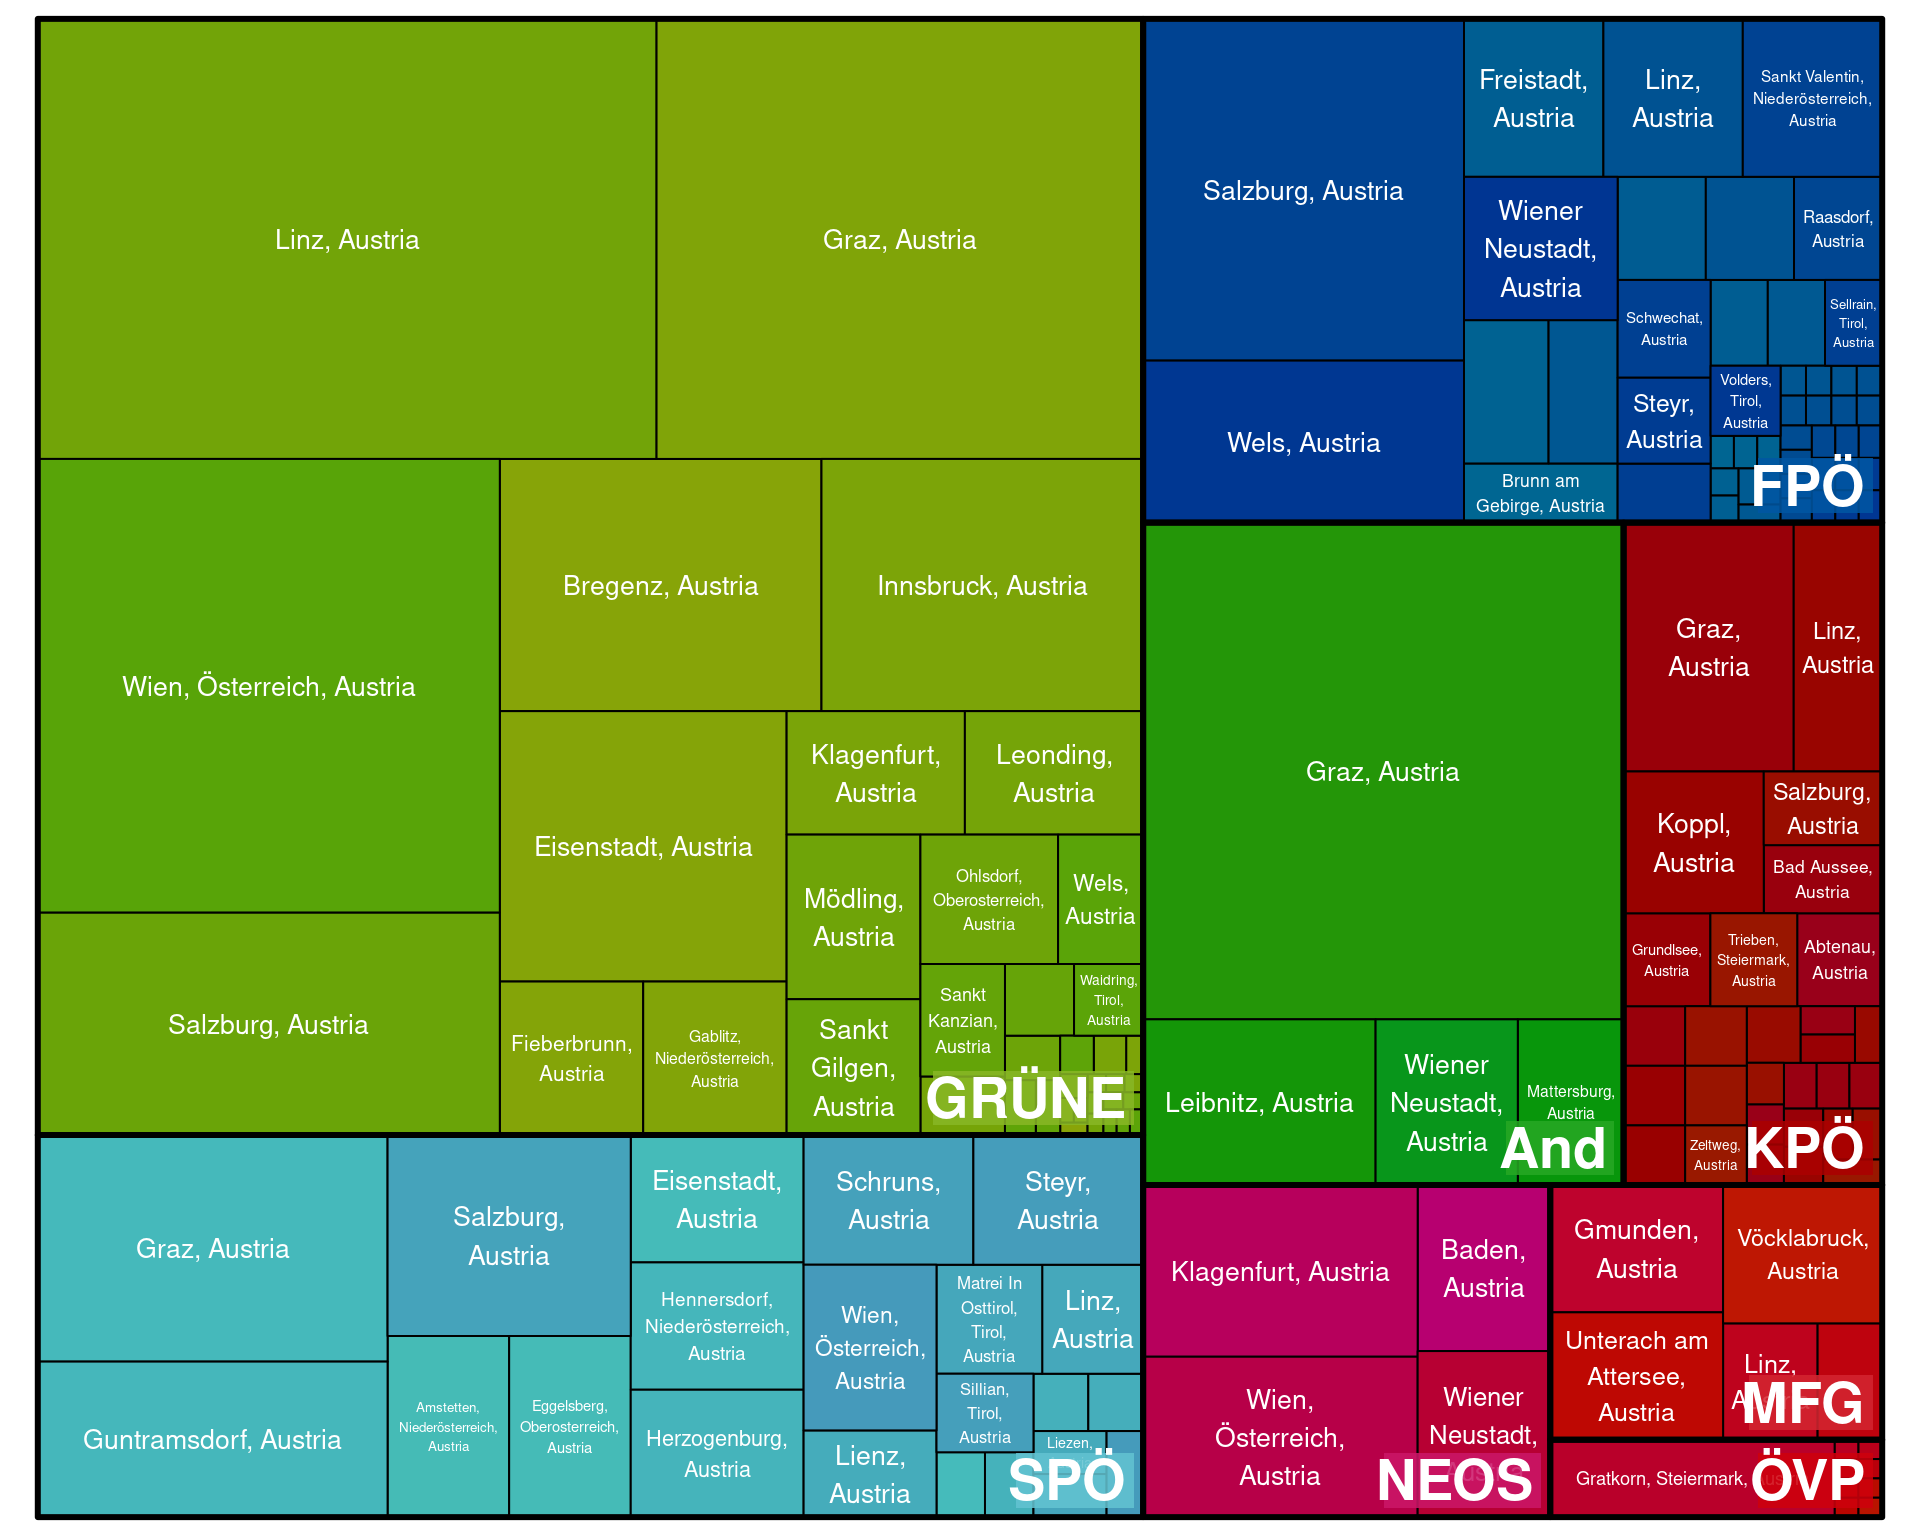 Linz, Austria
Graz, Austria
Wien, Österreich, Austria
Bregenz, Austria
Innsbruck, Austria
Salzburg, Austria
Eisenstadt, Austria
Klagenfurt,
Austria
Leonding,
Austria
Mödling,
Austria
Ohlsdorf,
Oberosterreich,
Austria
Wels,
Austria
Fieberbrunn,
Austria
Gablitz,
Niederösterreich,
Austria
Sankt
Gilgen,
Austria
Sankt
Kanzian,
Austria
Waidring,
Tirol,
Austria
GRÜNE
Graz, Austria
Guntramsdorf, Austria
Salzburg,
Austria
Amstetten,
Niederösterreich,
Austria
Eggelsberg,
Oberosterreich,
Austria
Eisenstadt,
Austria
Hennersdorf,
Niederösterreich,
Austria
Herzogenburg,
Austria
Schruns,
Austria
Steyr,
Austria
Wien,
Österreich,
Austria
Matrei In
Osttirol,
Tirol,
Austria
Linz,
Austria
Lienz,
Austria
Sillian,
Tirol,
Austria
Liezen,
SPÖ
Salzburg, Austria
Wels, Austria
Freistadt,
Austria
Linz,
Austria
Sankt Valentin,
Niederösterreich,
Austria
Wiener
Neustadt,
Austria
Raasdorf,
Austria
Schwechat,
Austria
Sellrain,
Tirol,
Austria
Steyr,
Austria
Volders,
Tirol,
Austria
Brunn am
Gebirge, Austria
FPÖ
Graz, Austria
Leibnitz, Austria
Wiener
Neustadt,
Austria
Mattersburg,
Austria
And
Graz,
Austria
Linz,
Austria
Koppl,
Austria
Salzburg,
Austria
Bad Aussee,
Austria
Grundlsee,
Austria
Trieben,
Steiermark,
Austria
Abtenau,
Austria
Zeltweg,
Austria
KPÖ
Klagenfurt, Austria
Wien,
Österreich,
Austria
Baden,
Austria
Wiener
Neustadt,
Austria
NEOS
Gmunden,
Austria
Vöcklabruck,
Austria
Unterach am
Attersee,
Austria
Linz,
Austria
MFG
Gratkorn, Steiermark, Austria
ÖVP